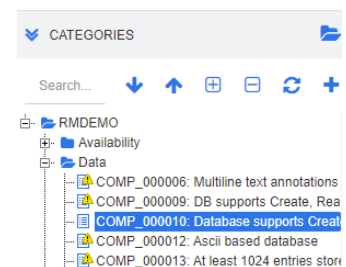 CATEGORIES
Search...
RMDEMO
Availability
Data
COMP_000006: Multiline text annotations
COMP_000009: DB supports Create, Rea
COMP_000010: Database supports Create
COMP_000012: Ascii based database
COMP_000013: At least 1024 entries store